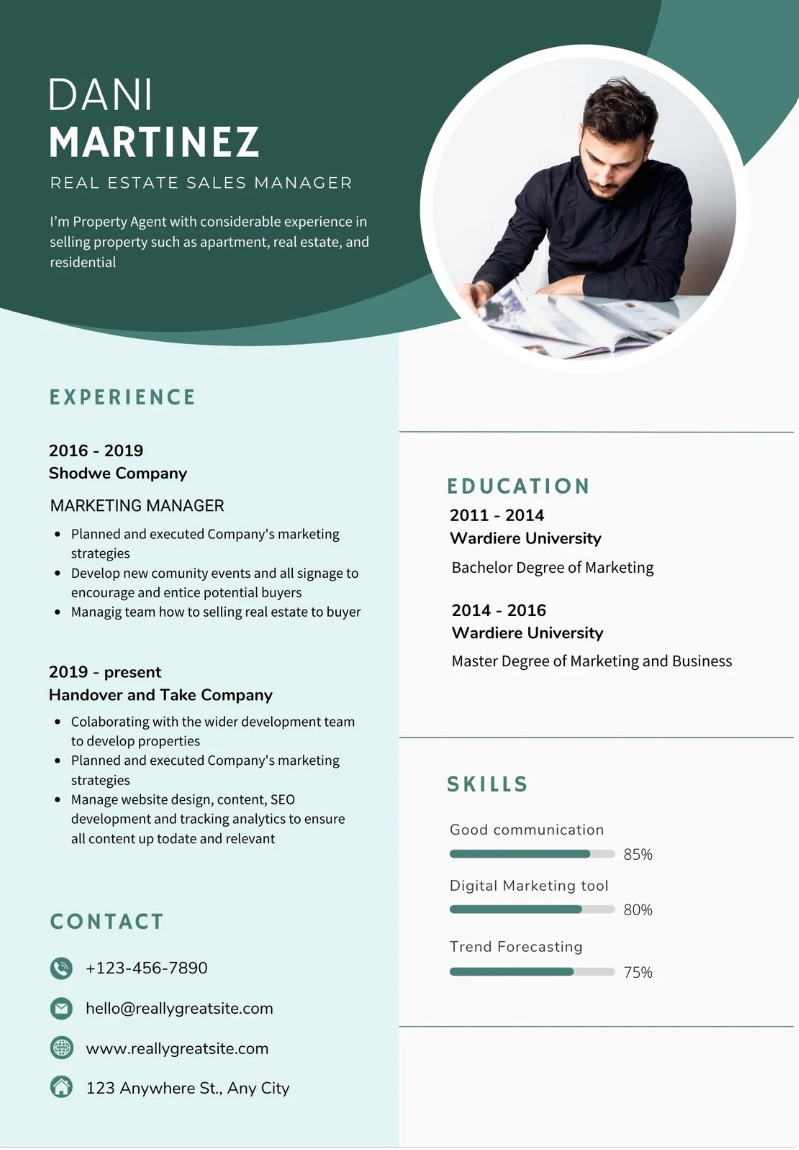 DANI
MARTINEZ
REAL ESTATE SALES MANAGER
I'm Property Agent with considerable experience in
selling property such as apartment, real estate, and
residential
EXPERIENCE
2016 - 2019
Shodwe Company
MARKETING MANAGER
• Planned and executed Company's marketing
strategies
• Develop new comunity events and all signage to
encourage and entice potential buyers
• Managig team how to selling real estate to buyer
2019 - present
Handover and Take Company
• Colaborating with the wider development team
to develop properties
• Planned and executed Company's marketing
strategies
• Manage website design, content, SEO
development and tracking analytics to ensure
all content up todate and relevant
CONTACT
+123-456-7890
hello@reallygreatsite.com
www.reallygreatsite.com
123 Anywhere St., Any City
EDUCATION
2011 - 2014
Wardiere University
Bachelor Degree of Marketing
2014 - 2016
Wardiere University
Master Degree of Marketing and Business
SKILLS
Good communication
85%
Digital Marketing tool
80%
Trend Forecasting
75%